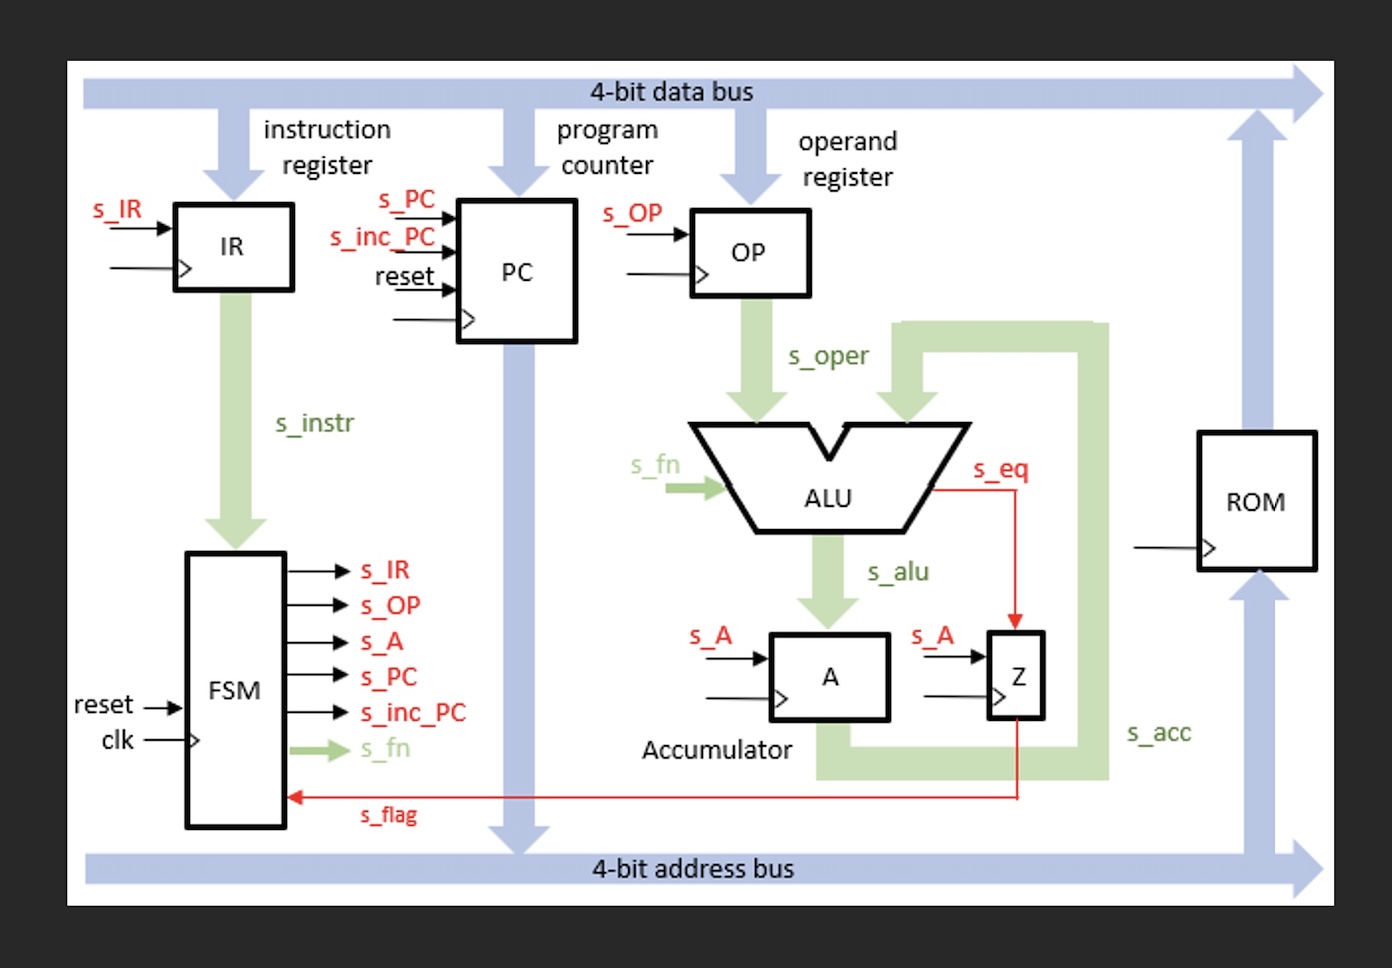 4-bit data bus
instruction
register
program
counter
operand
register
s_IR
IR
s_PC
s_inc_PC
reset
PC
s_OP
OP
s_instr
s_oper
s_fn
ALU
s_eq
ROM
s_alu
FSM
reset
clk
s_IR
s_OP
s_A
s_PC
s_inc_PC
s_fn
s_flag
s_A
A
s_A
Z
Accumulator
s_acc
4-bit address bus